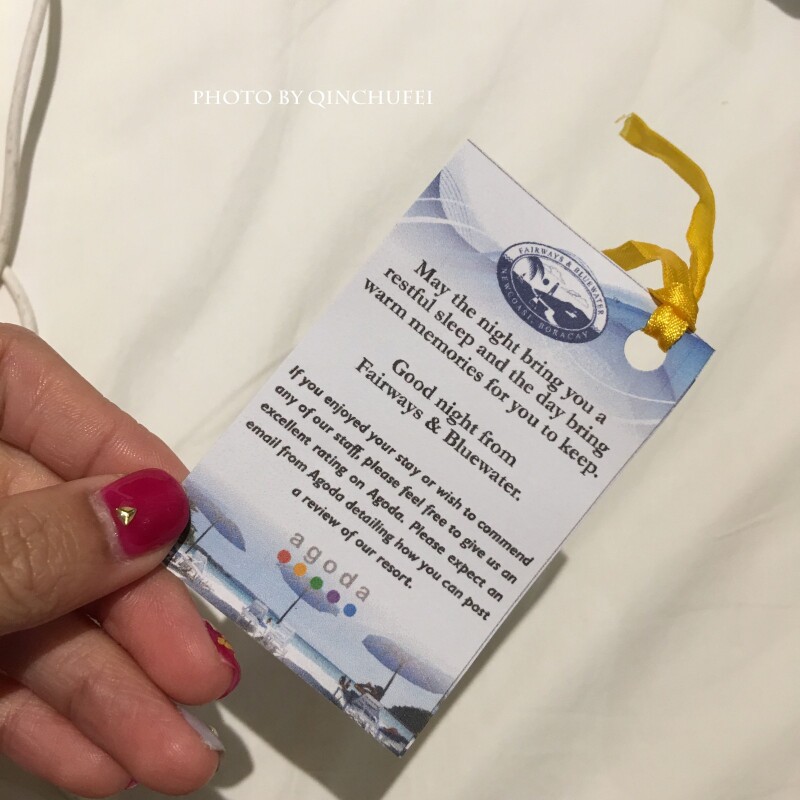 PHOTO BY QINCHUFEI
FAIRWAYS & BLUEWATER
NEWCOAST, BORACAY
May the night bring you a
restful sleep and the day bring
warm memories for you to keep.
Good night from
Fairways & Bluewater.
If you enjoyed your stay or wish to commend
any of our staff, please feel free to give us an
excellent rating on Agoda. Please expect an
email from Agoda detailing how you can post
a review of our resort.
agoda